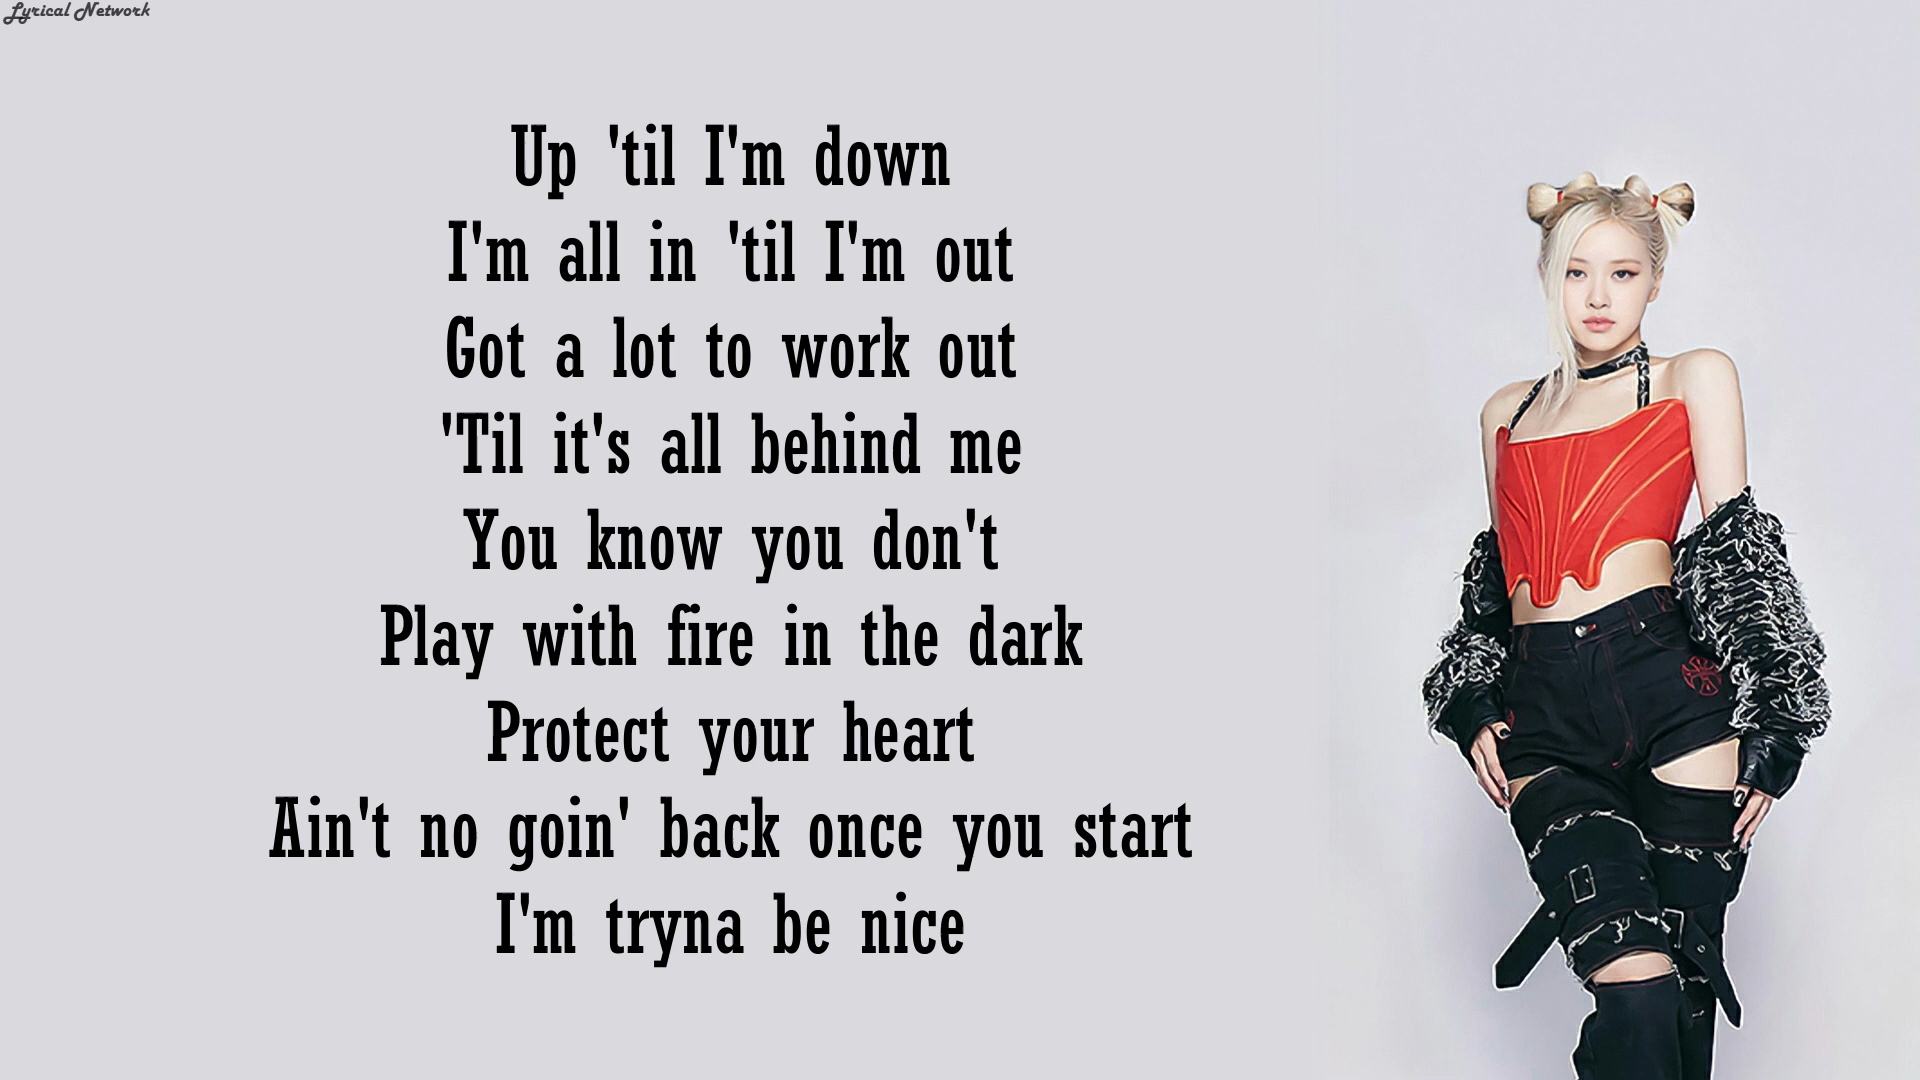 Lyrical Network
Up 'til I'm down
I'm all in 'til I'm out
Got a lot to work out
'Til it's all behind me
You know you don't
Play with fire in the dark
Protect your heart
Ain't no goin' back once you start
I'm tryna be nice